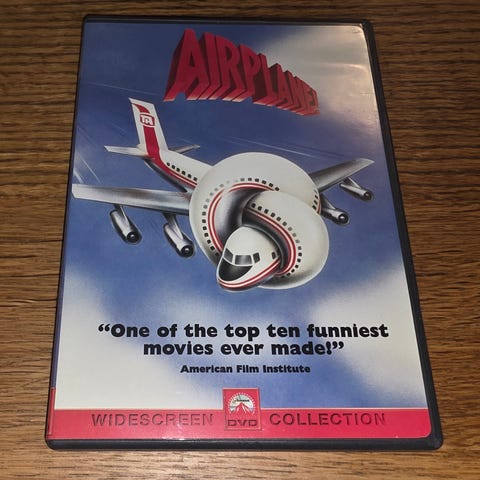 AIRPLANE!
“One of the top ten funniest
movies ever made!”
American Film Institute
WIDESCREEN DVD COLLECTION